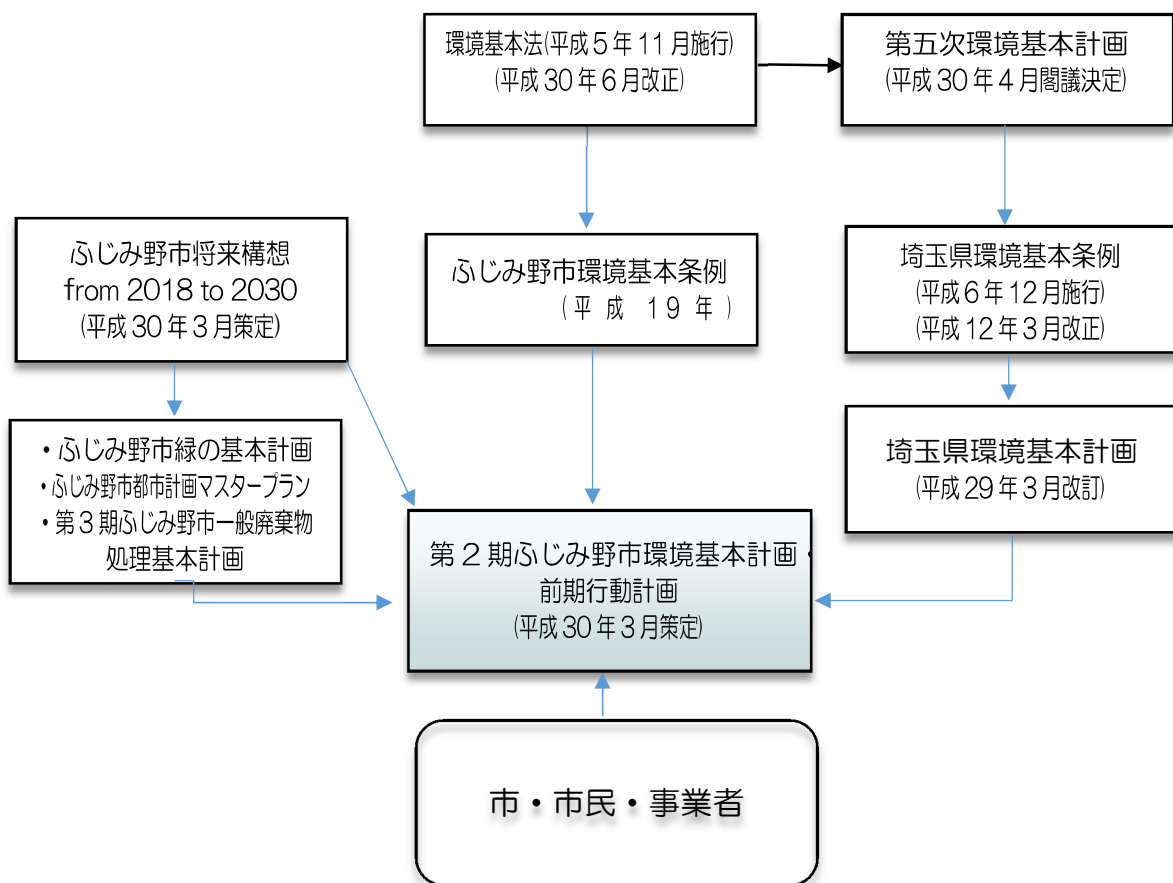 環境基本法(平成5年11月施行)
(平成30年6月改正)
第五次環境基本計画
(平成30年4月閣議決定)
ふじみ野市将来構想
from 2018 to 2030
(平成30年3月策定)
ふじみ野市環境基本条例
(平成 19年)
埼玉県環境基本条例
(平成6年12月施行)
(平成12年3月改正)
・ふじみ野市緑の基本計画
・ふじみ野市都市計画マスタープラン
・第3期ふじみ野市一般廃棄物
処理基本計画
埼玉県環境基本計画
(平成29年3月改訂)
第2期ふじみ野市環境基本計画・
前期行動計画
(平成30年3月策定)
市・市民・事業者